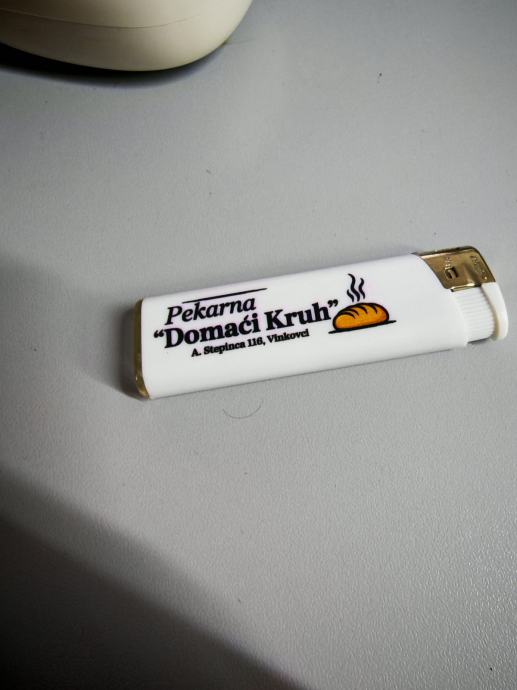 Pekarna
“Domaći Kruh”
A. Stepinca 116, Vinkovci